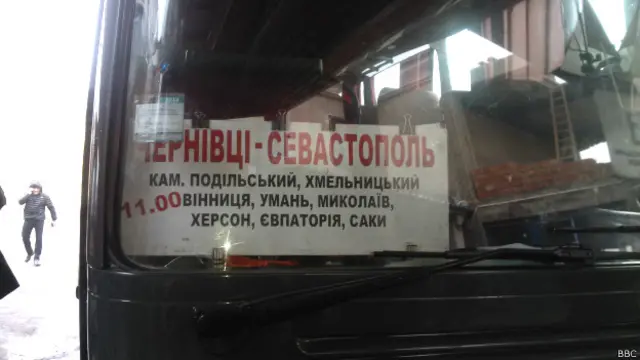 ЧЕРНІВЦІ - СЕВАСТОПОЛЬ
КАМ. ПОДІЛЬСЬКИЙ, ХМЕЛЬНИЦЬКИЙ
11.00 ВІННИЦЯ, УМАНЬ, МИКОЛАЇВ,
ХЕРСОН, ЄВПАТОРІЯ, САКИ
BBC